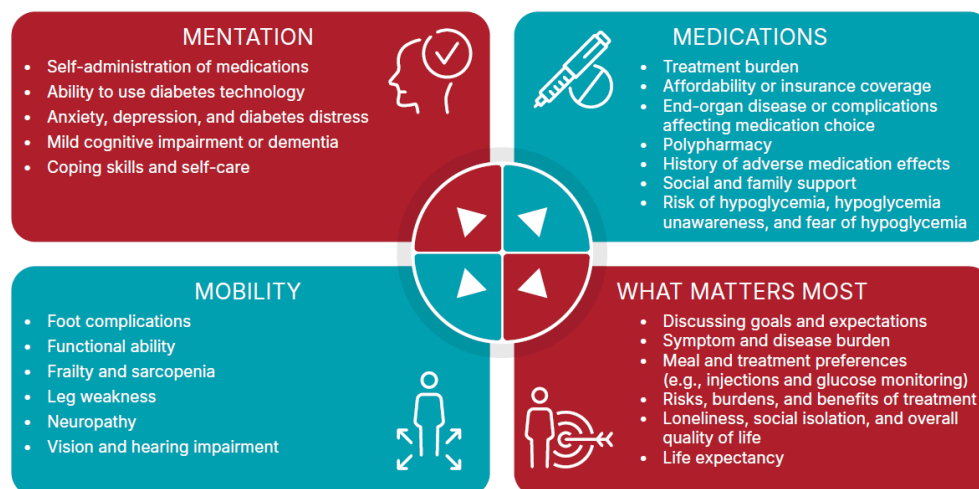 MENTATION
• Self-administration of medications
• Ability to use diabetes technology
• Anxiety, depression, and diabetes distress
• Mild cognitive impairment or dementia
• Coping skills and self-care
MEDICATIONS
• Treatment burden
• Affordability or insurance coverage
• End-organ disease or complications
affecting medication choice
• Polypharmacy
• History of adverse medication effects
• Social and family support
• Risk of hypoglycemia, hypoglycemia
unawareness, and fear of hypoglycemia
MOBILITY
• Foot complications
• Functional ability
• Frailty and sarcopenia
• Leg weakness
• Neuropathy
• Vision and hearing impairment
WHAT MATTERS MOST
• Discussing goals and expectations
• Symptom and disease burden
• Meal and treatment preferences
(e.g., injections and glucose monitoring)
• Risks, burdens, and benefits of treatment
• Loneliness, social isolation, and overall
quality of life
• Life expectancy